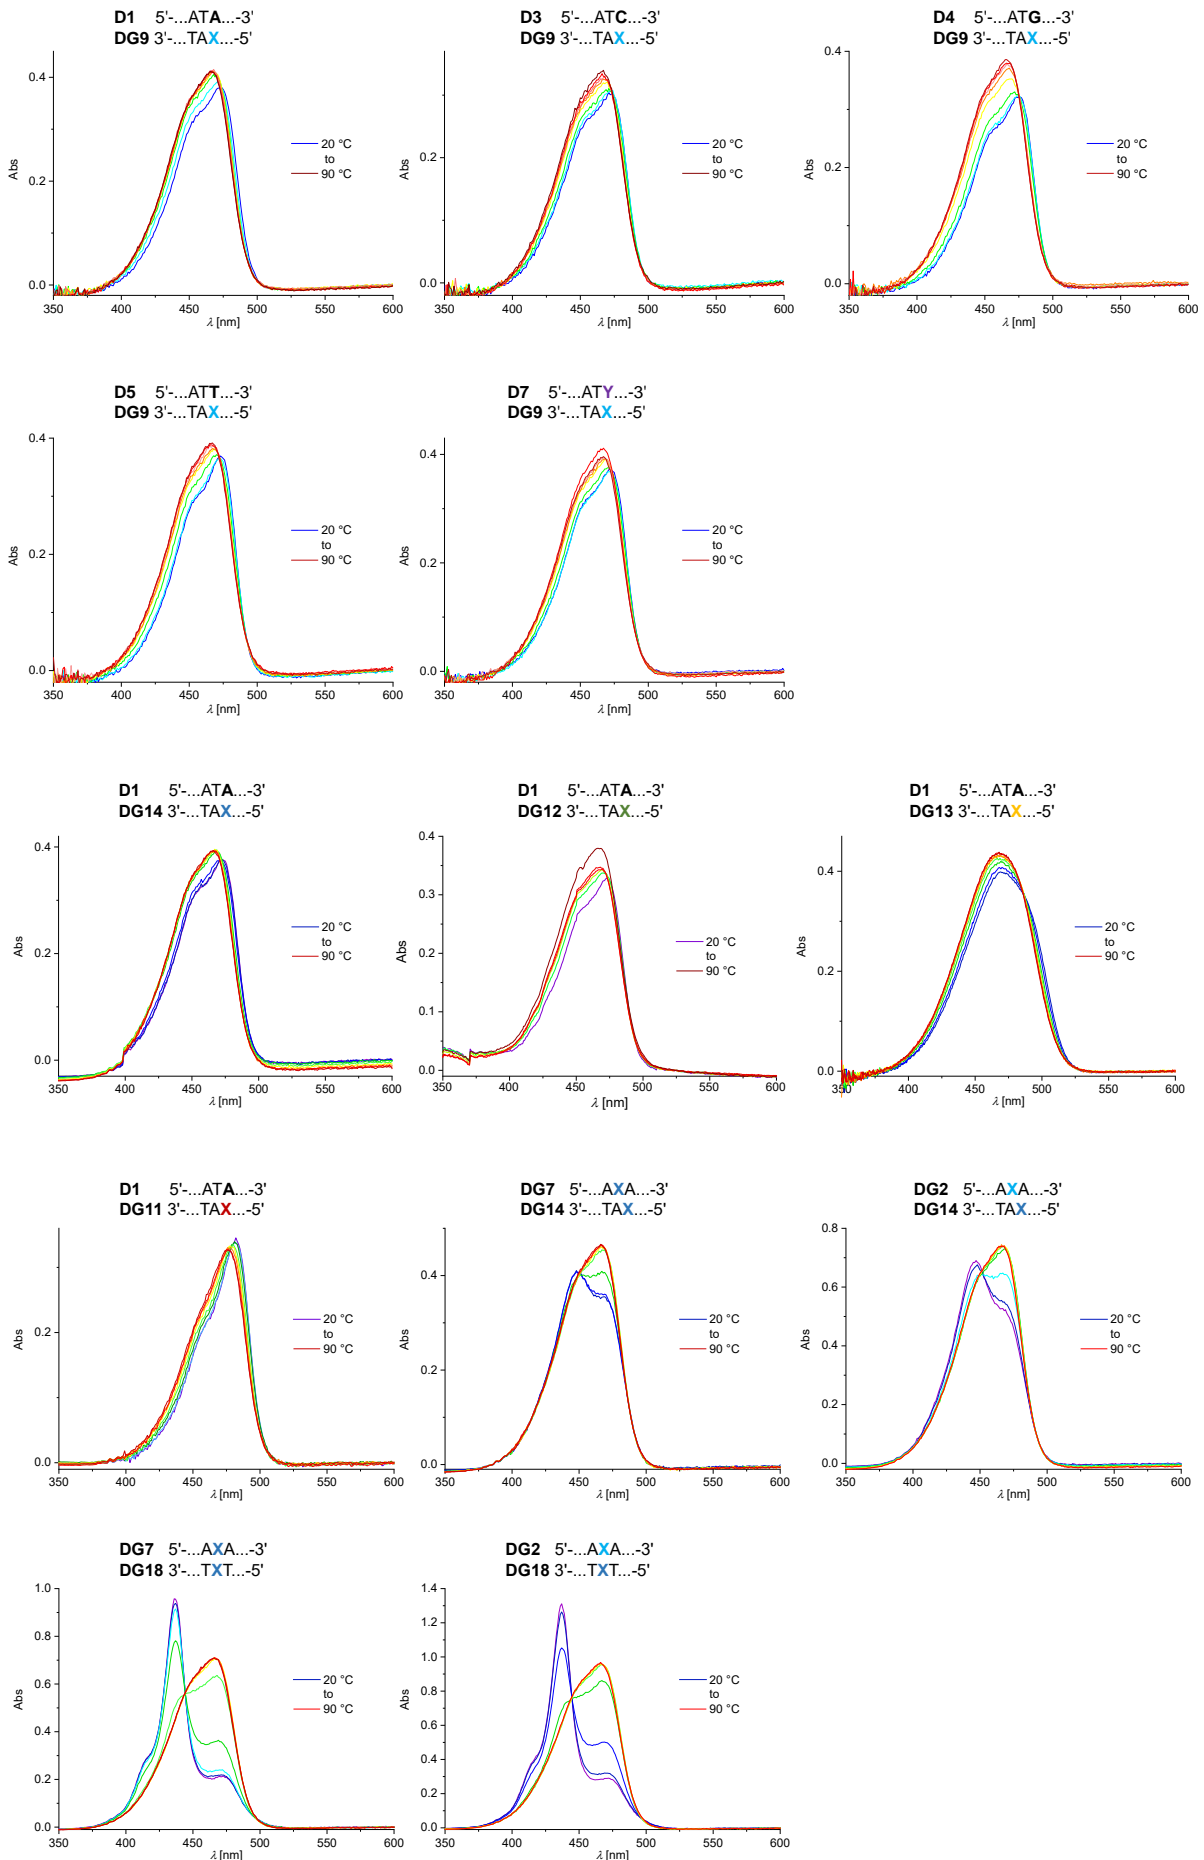 D1 5'-...ATA...-3'
DG9 3'-...TAX...-5'
0.4
0.2
0.0
Abs
20 °C
to
90 °C
350 400 450 500 550 600
λ [nm]
D3 5'-...ATC...-3'
DG9 3'-...TAX...-5'
0.2
0.0
Abs
20 °C
to
90 °C
350 400 450 500 550 600
λ [nm]
D4 5'-...ATG...-3'
DG9 3'-...TAX...-5'
0.4
0.2
0.0
Abs
20 °C
to
90 °C
350 400 450 500 550 600
λ [nm]
D5 5'-...ATT...-3'
DG9 3'-...TAX...-5'
0.4
0.2
0.0
Abs
20 °C
to
90 °C
350 400 450 500 550 600
λ [nm]
D7 5'-...ATY...-3'
DG9 3'-...TAX...-5'
0.4
0.2
0.0
Abs
20 °C
to
90 °C
350 400 450 500 550 600
λ [nm]
D1 5'-...ATA...-3'
DG14 3'-...TAX...-5'
0.4
0.2
0.0
Abs
20 °C
to
90 °C
350 400 450 500 550 600
λ [nm]
D1 5'-...ATA...-3'
DG12 3'-...TAX...-5'
0.4
0.3
0.2
0.1
0.0
Abs
20 °C
to
90 °C
350 400 450 500 550 600
λ [nm]
D1 5'-...ATA...-3'
DG13 3'-...TAX...-5'
0.4
0.2
0.0
Abs
20 °C
to
90 °C
350 400 450 500 550 600
λ [nm]
D1 5'-...ATA...-3'
DG11 3'-...TAX...-5'
0.2
0.0
Abs
20 °C
to
90 °C
350 400 450 500 550 600
λ [nm]
DG7 5'-...AXA...-3'
DG14 3'-...TAX...-5'
0.4
0.2
0.0
Abs
20 °C
to
90 °C
350 400 450 500 550 600
λ [nm]
DG2 5'-...AXA...-3'
DG14 3'-...TAX...-5'
0.8
0.6
0.4
0.2
0.0
Abs
20 °C
to
90 °C
350 400 450 500 550 600
λ [nm]
DG7 5'-...AXA...-3'
DG18 3'-...TXT...-5'
1.0
0.8
0.6
0.4
0.2
0.0
Abs
20 °C
to
90 °C
350 400 450 500 550 600
λ [nm]
DG2 5'-...AXA...-3'
DG18 3'-...TXT...-5'
1.4
1.2
1.0
0.8
0.6
0.4
0.2
0.0
Abs
20 °C
to
90 °C
350 400 450 500 550 600
λ [nm]